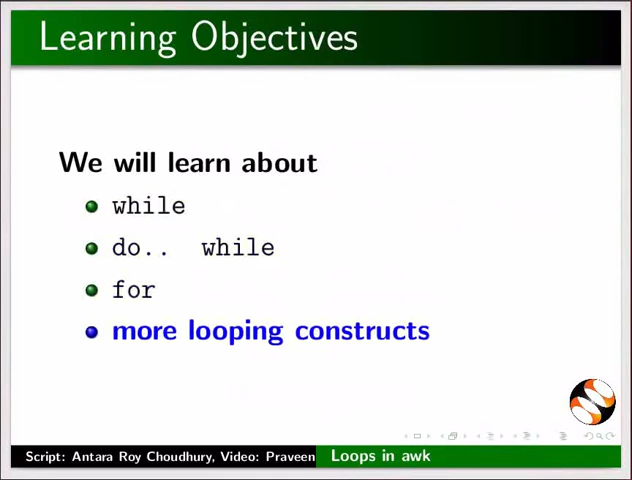 Learning Objectives
We will learn about
while
do.. while
for
more looping constructs
Script: Antara Roy Choudhury, Video: Praveen
Loops in awk